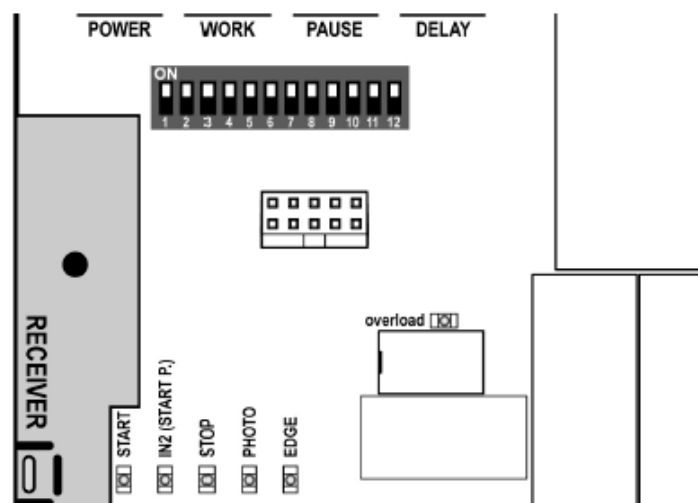 POWER WORK PAUSE DELAY
ON
1 2 3 4 5 6 7 8 9 10 11 12
overload
RECEIVER
START
IN2 (START P.)
STOP
PHOTO
EDGE